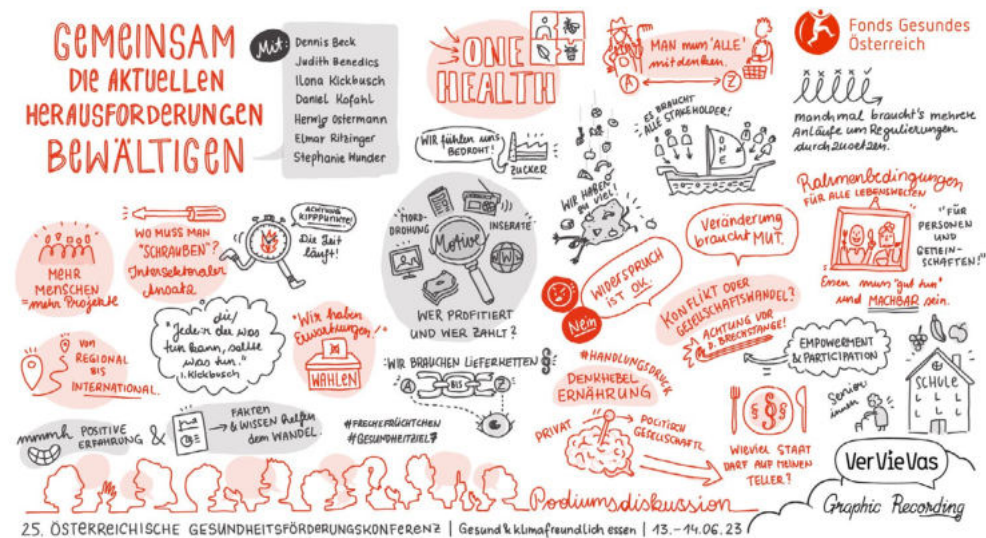 GEMEINSAM
DIE AKTUELLEN
HERAUSFORDERUNGEN
BEWÄLTIGEN
Mit:
Dennis Beck
Judith Benedics
Ilona Kickbusch
Daniel Kofahl
Herwig Ostermann
Elmar Ritzinger
Stephanie Wunder
ONE
HEALTH
MAN muss 'ALLE'
mitdenken.
A
Z
Fonds Gesundes
Österreich
manchmal braucht's mehrere
Anläufe um Regulierungen
durchzusetzen.
WIR fühlen uns
BEDROHT!
ZUCKER
ES BRAUCHT
ALLE STAKEHOLDER!
ONE
WIR HABEN
zu viel
Rahmenbedingungen
FÜR ALLE LEBENSWELTEN
"FÜR
PERSONEN
UND
GEMEIN-
SCHAFTEN!"
Essen muss "gut tun"
und MACHBAR sein.
MEHR
MENSCHEN
=mehr Projekte
WO MUSS MAN
"SCHRAUBEN"?
Intersektoraler
Ansatz
ACHTUNG
KIPPPUNKTE!
Die Zeit
läuft!
MORD-
DROHUNG
INSERATE
Motive
WER PROFITIERT
UND WER ZAHLT?
Veränderung
braucht MUT.
WIDERSPRUCH
IST OK.
Nein
KONFLIKT ODER
GESELLSCHAFTSWANDEL?
ACHTUNG VOR
D. BRECHSTANGE!
EMPOWERMENT
& PARTICIPATION
SCHULE
Senior
innen
von
REGIONAL
BIS
INTERNATIONAL.
die/
"Jede:r der was
tun kann, sollte
was tun."
I. Kickbusch
"Wir haben
Erwartungen!"
WAHLEN
WIR BRAUCHEN LIEFERKETTEN §
A
BIS
Z
#HANDLUNGSDRUCK
DENKHEBEL
ERNÄHRUNG
PRIVAT
POLITISCH
GESELLSCHAFTL.
§§§
WIEVIEL STAAT
DARF AUF MEINEN
TELLER?
mmmh POSITIVE
ERFAHRUNG &
FAKTEN
& WISSEN helfen
dem WANDEL.
#FRECHEFRÜCHTCHEN
#GESUNDHEITSZIEL7
Podiumsdiskussion
VerVieVas
Graphic Recording
25. ÖSTERREICHISCHE GESUNDHEITSFÖRDERUNGSKONFERENZ | Gesund & klimafreundlich essen | 13.–14.06.23